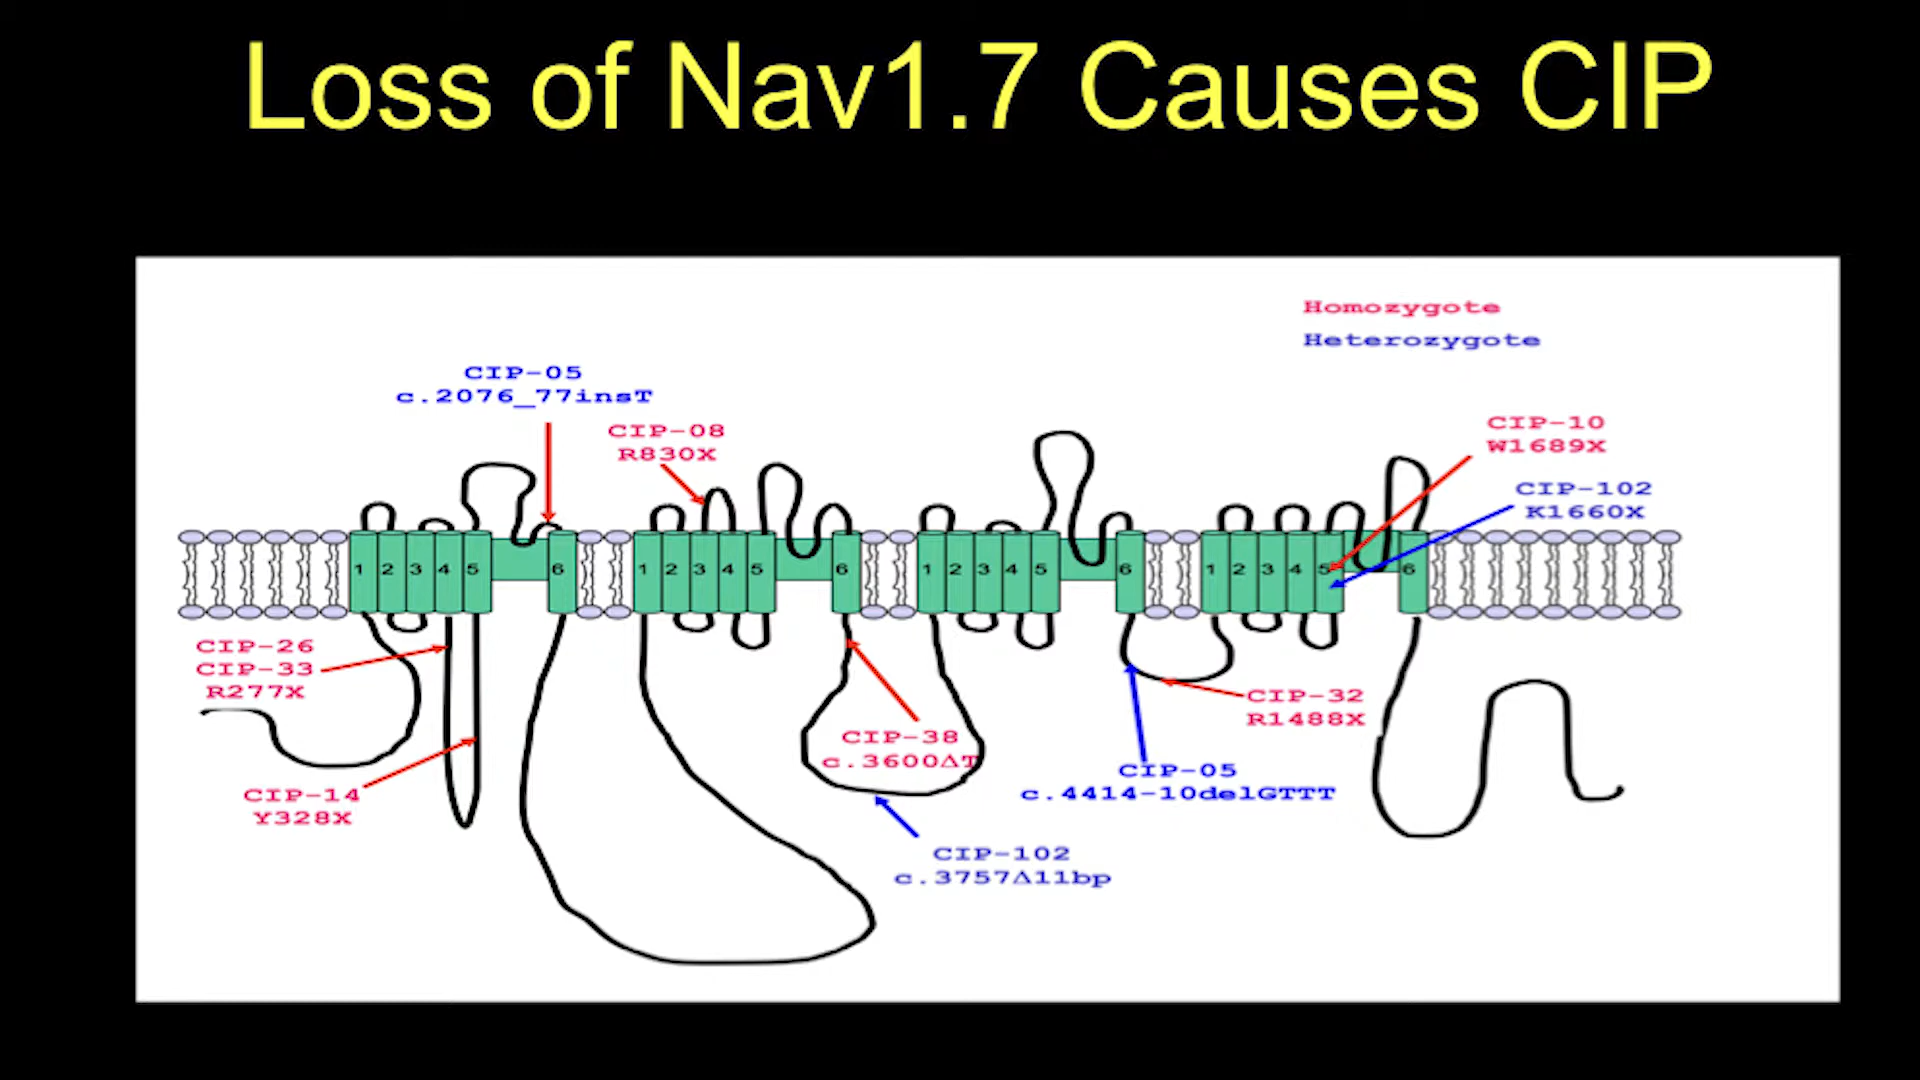 Loss of Nav1.7 Causes CIP
Homozygote
Heterozygote
CIP-05
c.2076_77insT
CIP-08
R830X
CIP-10
W1689X
CIP-102
K1660X
1 2 3 4 5 6
1 2 3 4 5 6
1 2 3 4 5 6
1 2 3 4 5 6
CIP-26
CIP-33
R277X
CIP-14
Y328X
CIP-38
c.3600ΔT
CIP-32
R1488X
CIP-05
c.4414-10delGTTT
CIP-102
c.3757Δ11bp